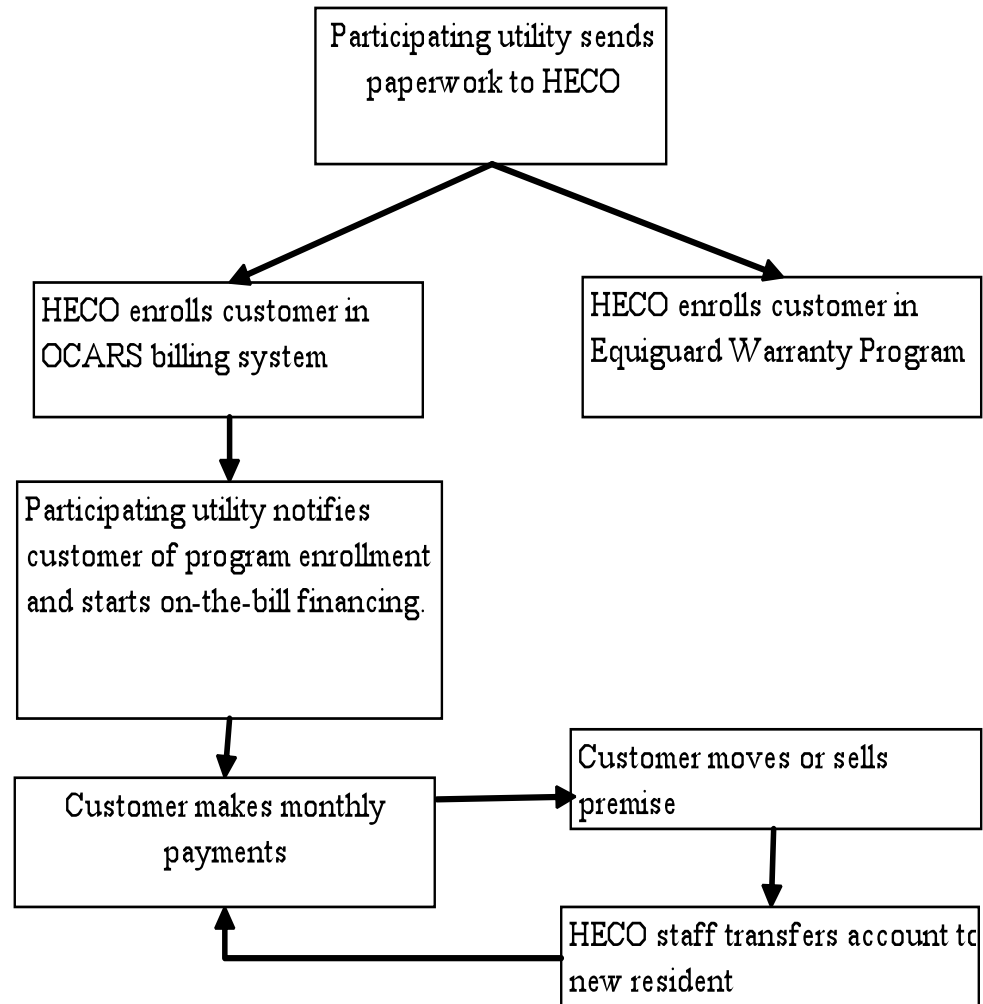 Participating utility sends
paperwork to HECO
HECO enrolls customer in
OCARS billing system
HECO enrolls customer in
Equiguard Warranty Program
Participating utility notifies
customer of program enrollment
and starts on-the-bill financing.
Customer makes monthly
payments
Customer moves or sells
premise
HECO staff transfers account to
new resident